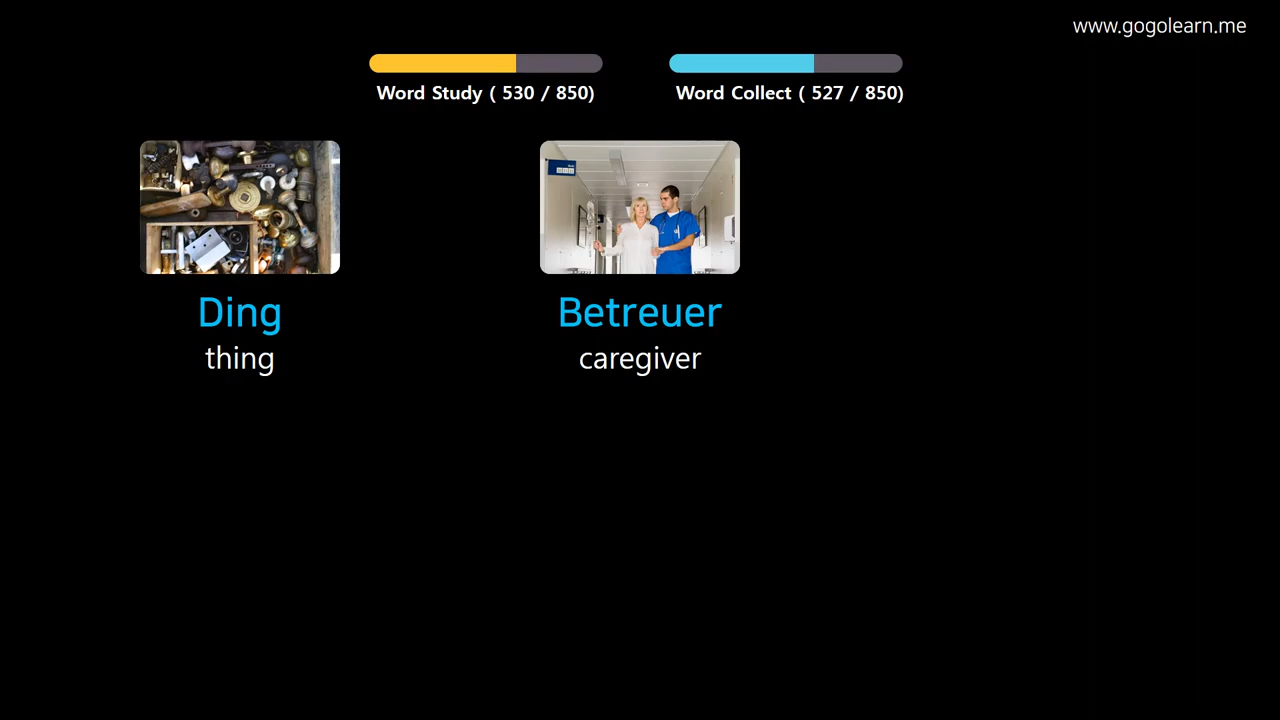 www.gogolearn.me
Word Study ( 530 / 850)
Word Collect ( 527 / 850)
Ding
thing
Betreuer
caregiver